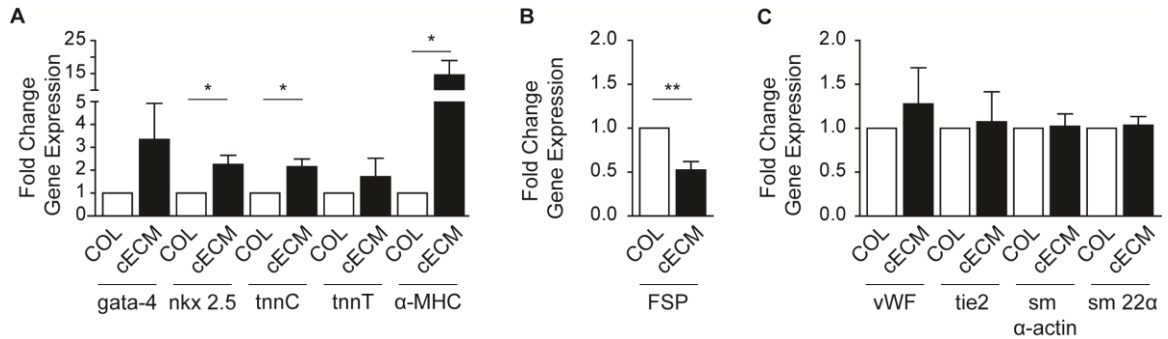 A
Fold Change
Gene Expression
25
15
5
4
3
2
1
0
*
*
*
COL
cECM
COL
cECM
COL
cECM
COL
cECM
COL
cECM
gata-4
nkx 2.5
tnnC
tnnT
α-MHC
B
Fold Change
Gene Expression
2.0
1.5
1.0
0.5
0.0
**
COL
cECM
FSP
C
Fold Change
Gene Expression
2.0
1.5
1.0
0.5
0.0
COL
cECM
COL
cECM
COL
cECM
COL
cECM
vWF
tie2
sm
α-actin
sm 22α